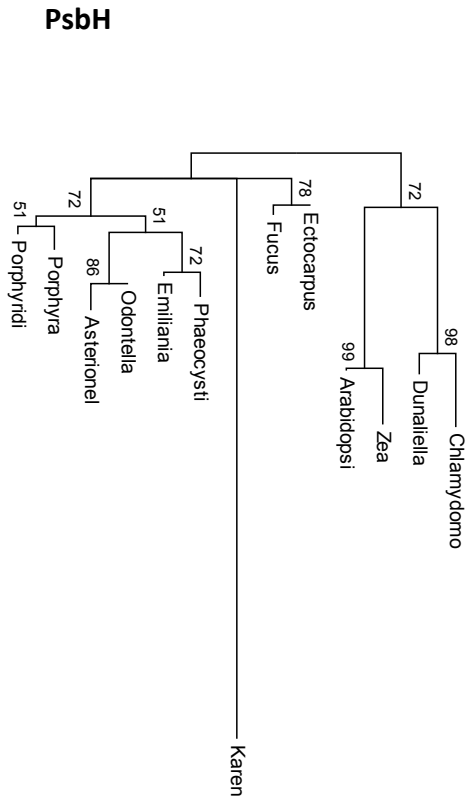 PsbH
Chlamydomo
98
Dunaliella
72
Zea
99
Arabidopsi
Ectocarpus
78
Fucus
Karen
Phaeocysti
72
Emiliania
51
Odontella
86
Asterionel
72
Porphyra
51
Porphyridi